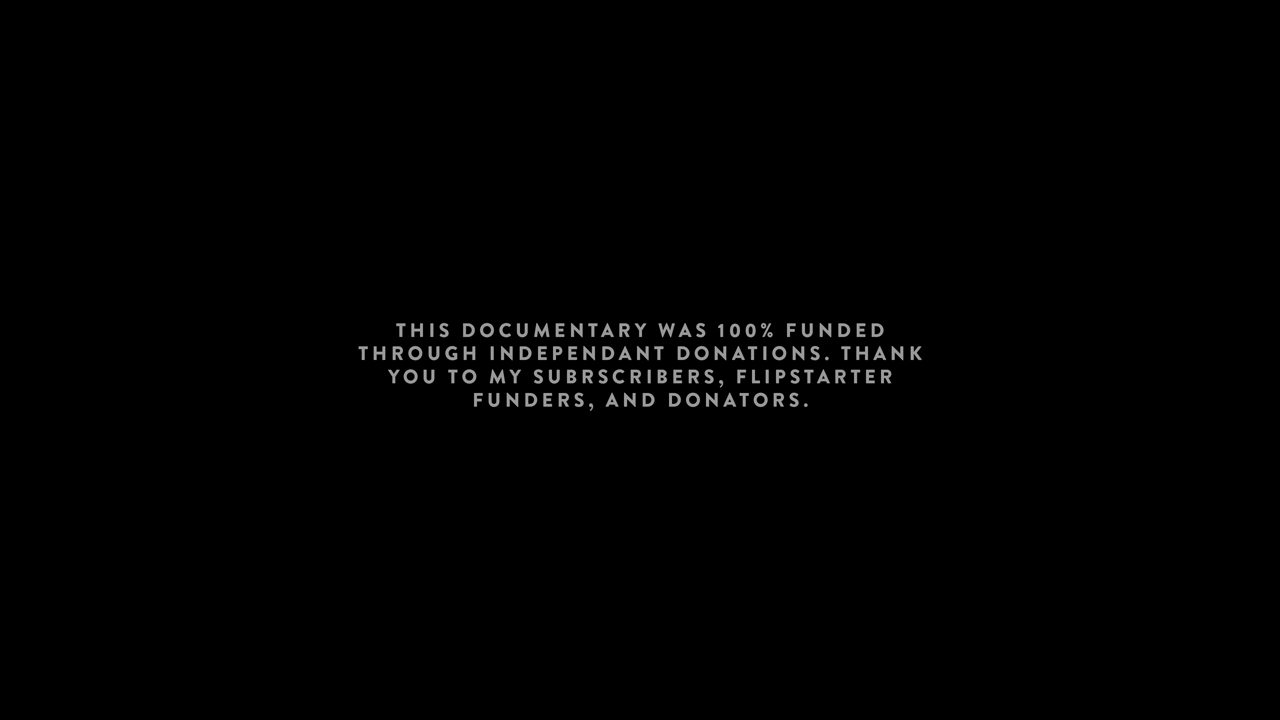 THIS DOCUMENTARY WAS 100% FUNDED
THROUGH INDEPENDANT DONATIONS. THANK
YOU TO MY SUBRSCRIBERS, FLIPSTARTER
FUNDERS, AND DONATORS.